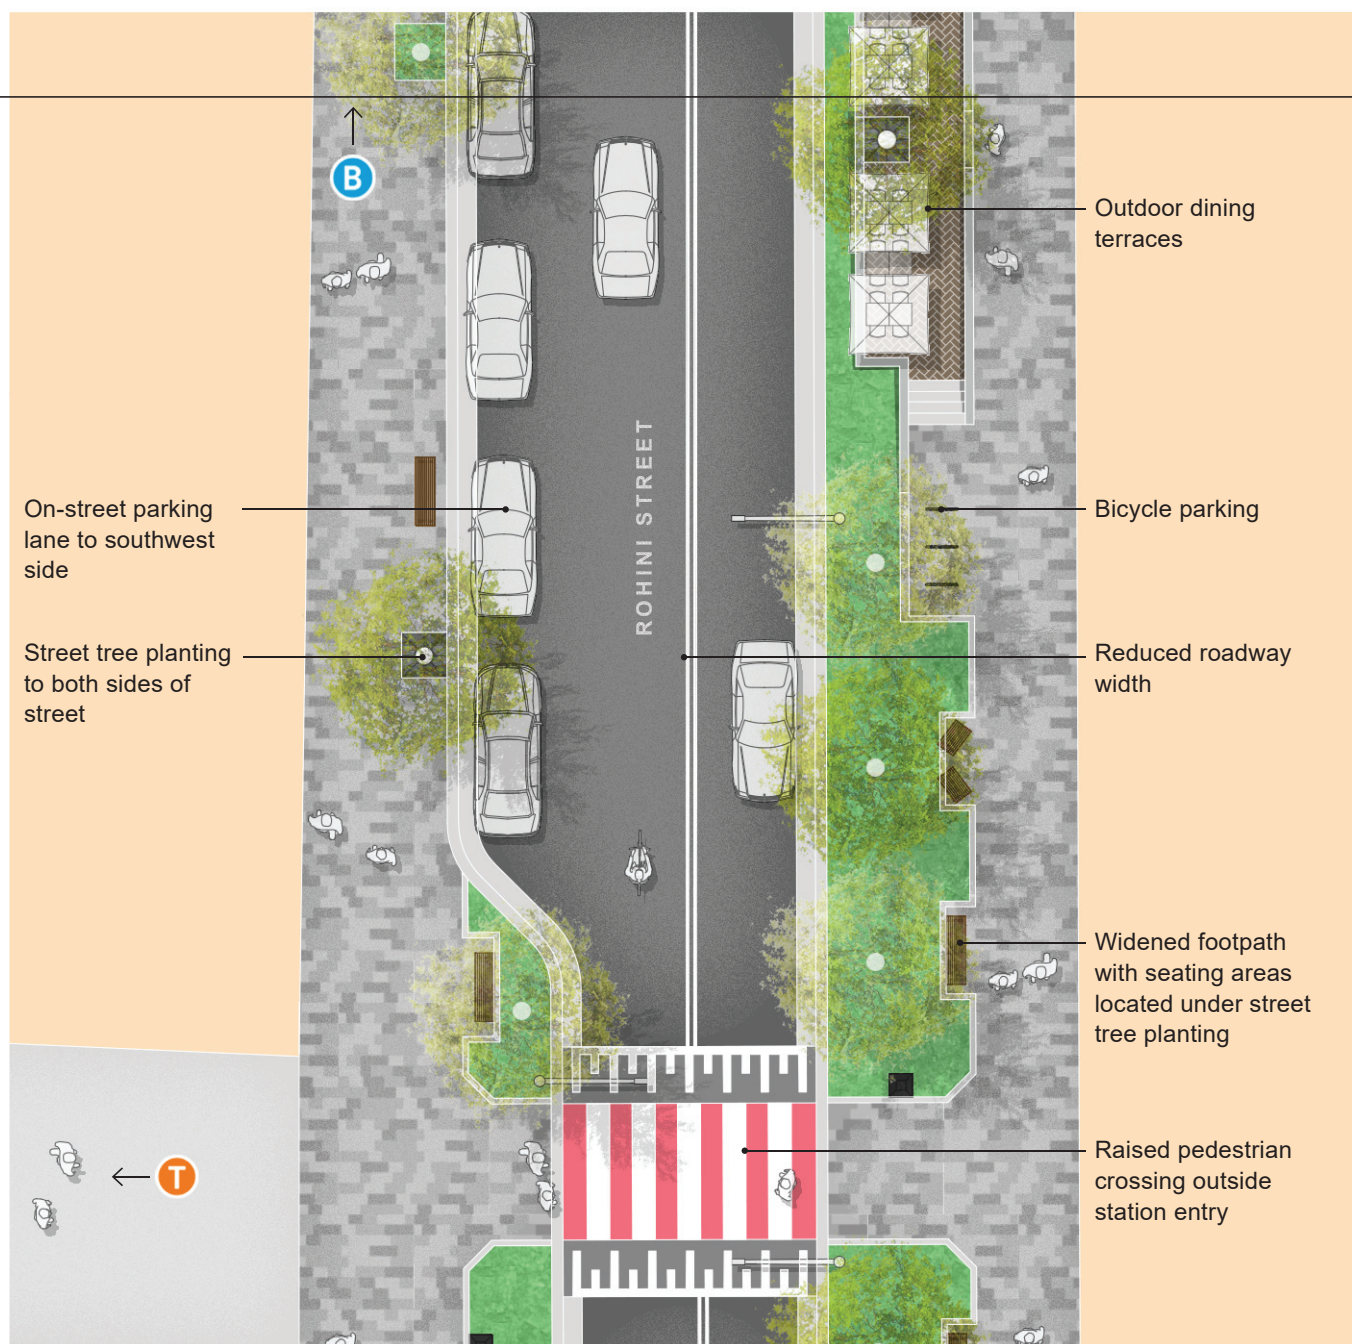 B
Outdoor dining
terraces
ROHINI STREET
On-street parking
lane to southwest
side
Bicycle parking
Street tree planting
to both sides of
street
Reduced roadway
width
Widened footpath
with seating areas
located under street
tree planting
T
Raised pedestrian
crossing outside
station entry